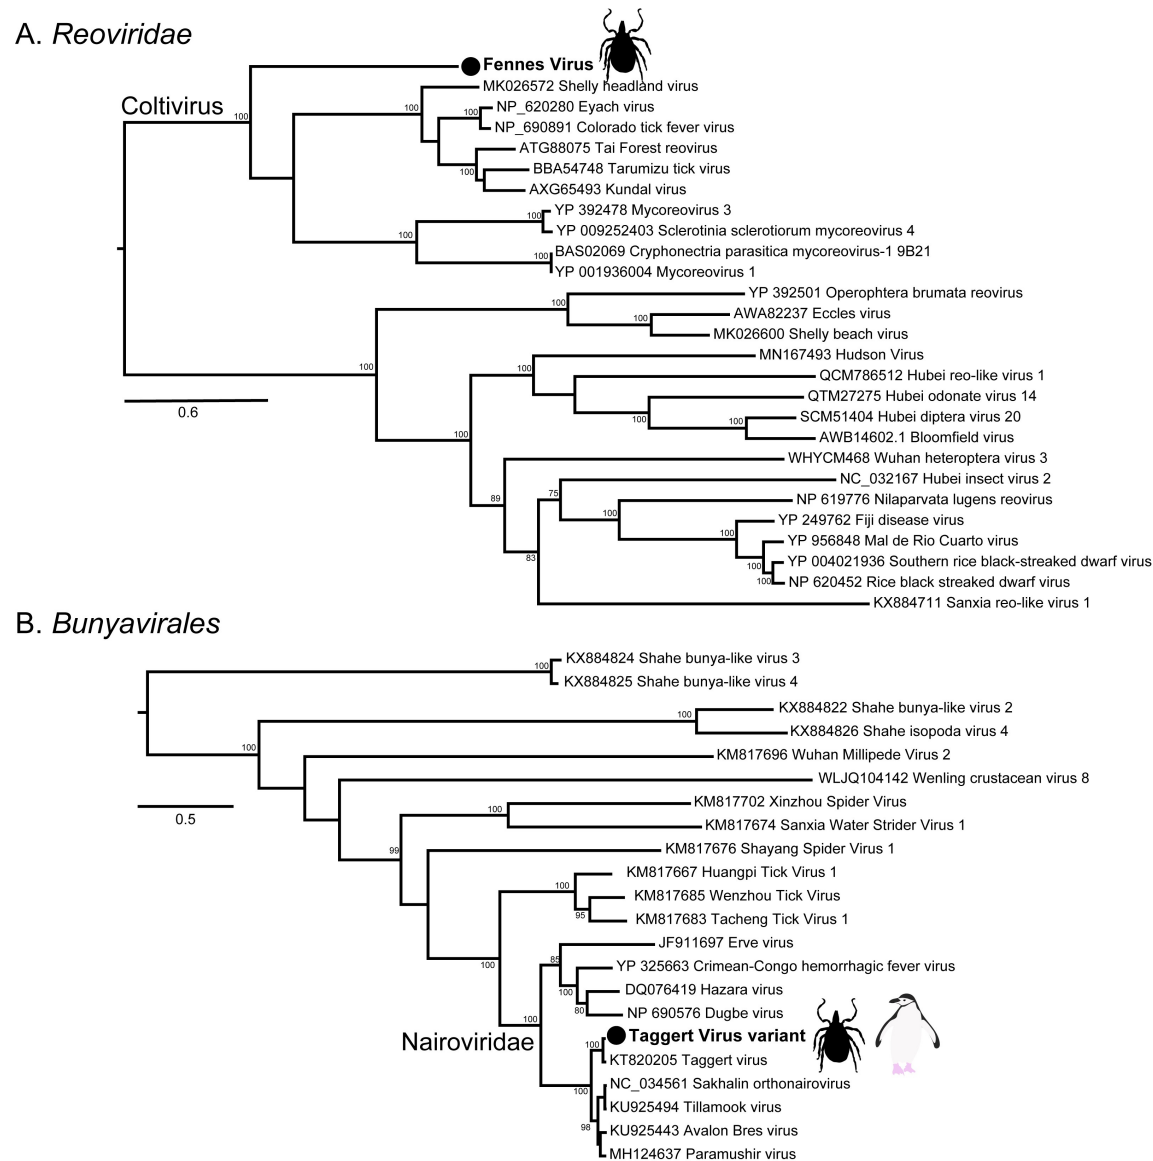 A. Reoviridae
Fennes Virus
MK026572 Shelly headland virus
Coltivirus
100
100
NP_620280 Eyach virus
100
NP_690891 Colorado tick fever virus
ATG88075 Tai Forest reovirus
BBA54748 Tarumizu tick virus
100
AXG65493 Kundal virus
YP 392478 Mycoreovirus 3
100
YP 009252403 Sclerotinia sclerotiorum mycoreovirus 4
100
BAS02069 Cryphonectria parasitica mycoreovirus-1 9B21
100
YP 001936004 Mycoreovirus 1
YP 392501 Operophtera brumata reovirus
100
AWA82237 Eccles virus
100
MK026600 Shelly beach virus
MN167493 Hudson Virus
100
100
QCM786512 Hubei reo-like virus 1
QTM27275 Hubei odonate virus 14
0.6
SCM51404 Hubei diptera virus 20
100
100
AWB14602.1 Bloomfield virus
100
WHYCM468 Wuhan heteroptera virus 3
NC_032167 Hubei insect virus 2
75
89
NP 619776 Nilaparvata lugens reovirus
100
YP 249762 Fiji disease virus
100
YP 956848 Mal de Rio Cuarto virus
83
YP 004021936 Southern rice black-streaked dwarf virus
100
NP 620452 Rice black streaked dwarf virus
100
KX884711 Sanxia reo-like virus 1
B. Bunyavirales
KX884824 Shahe bunya-like virus 3
100
KX884825 Shahe bunya-like virus 4
KX884822 Shahe bunya-like virus 2
100
KX884826 Shahe isopoda virus 4
100
KM817696 Wuhan Millipede Virus 2
WLJQ104142 Wenling crustacean virus 8
0.5
KM817702 Xinzhou Spider Virus
100
KM817674 Sanxia Water Strider Virus 1
99
KM817676 Shayang Spider Virus 1
KM817667 Huangpi Tick Virus 1
100
KM817685 Wenzhou Tick Virus
95
KM817683 Tacheng Tick Virus 1
JF911697 Erve virus
85
100
YP 325663 Crimean-Congo hemorrhagic fever virus
DQ076419 Hazara virus
100
80
NP 690576 Dugbe virus
100
Nairoviridae
Taggert Virus variant
100
KT820205 Taggert virus
NC_034561 Sakhalin orthonairovirus
100
KU925494 Tillamook virus
98
KU925443 Avalon Bres virus
MH124637 Paramushir virus